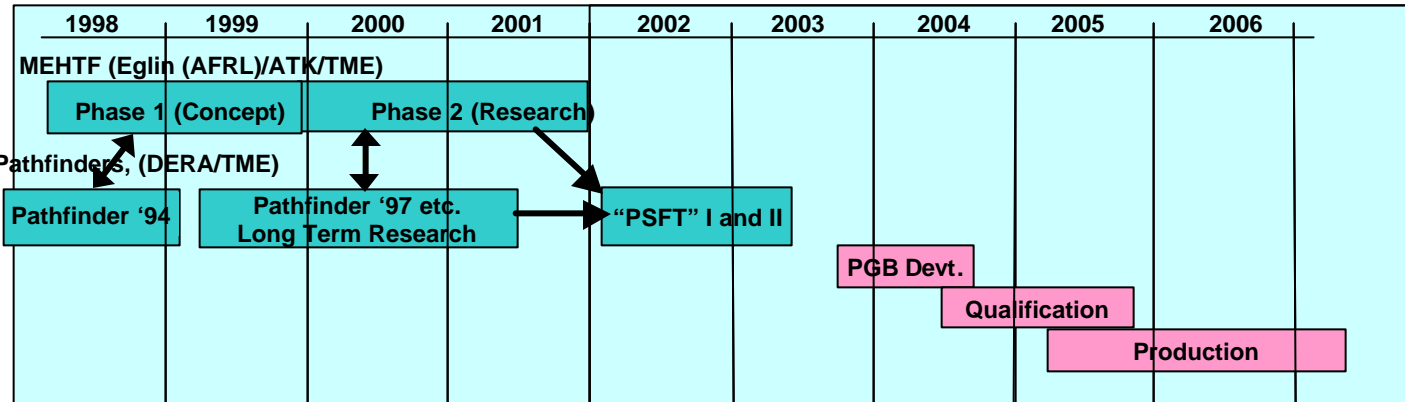 1998 1999 2000 2001 2002 2003 2004 2005 2006
MEHTF (Eglin (AFRL)/ATK/TME)
Phase 1 (Concept) Phase 2 (Research)
Pathfinders, (DERA/TME)
Pathfinder ‘94
Pathfinder ‘97 etc.
Long Term Research
“PSFT” I and II
PGB Devt.
Qualification
Production